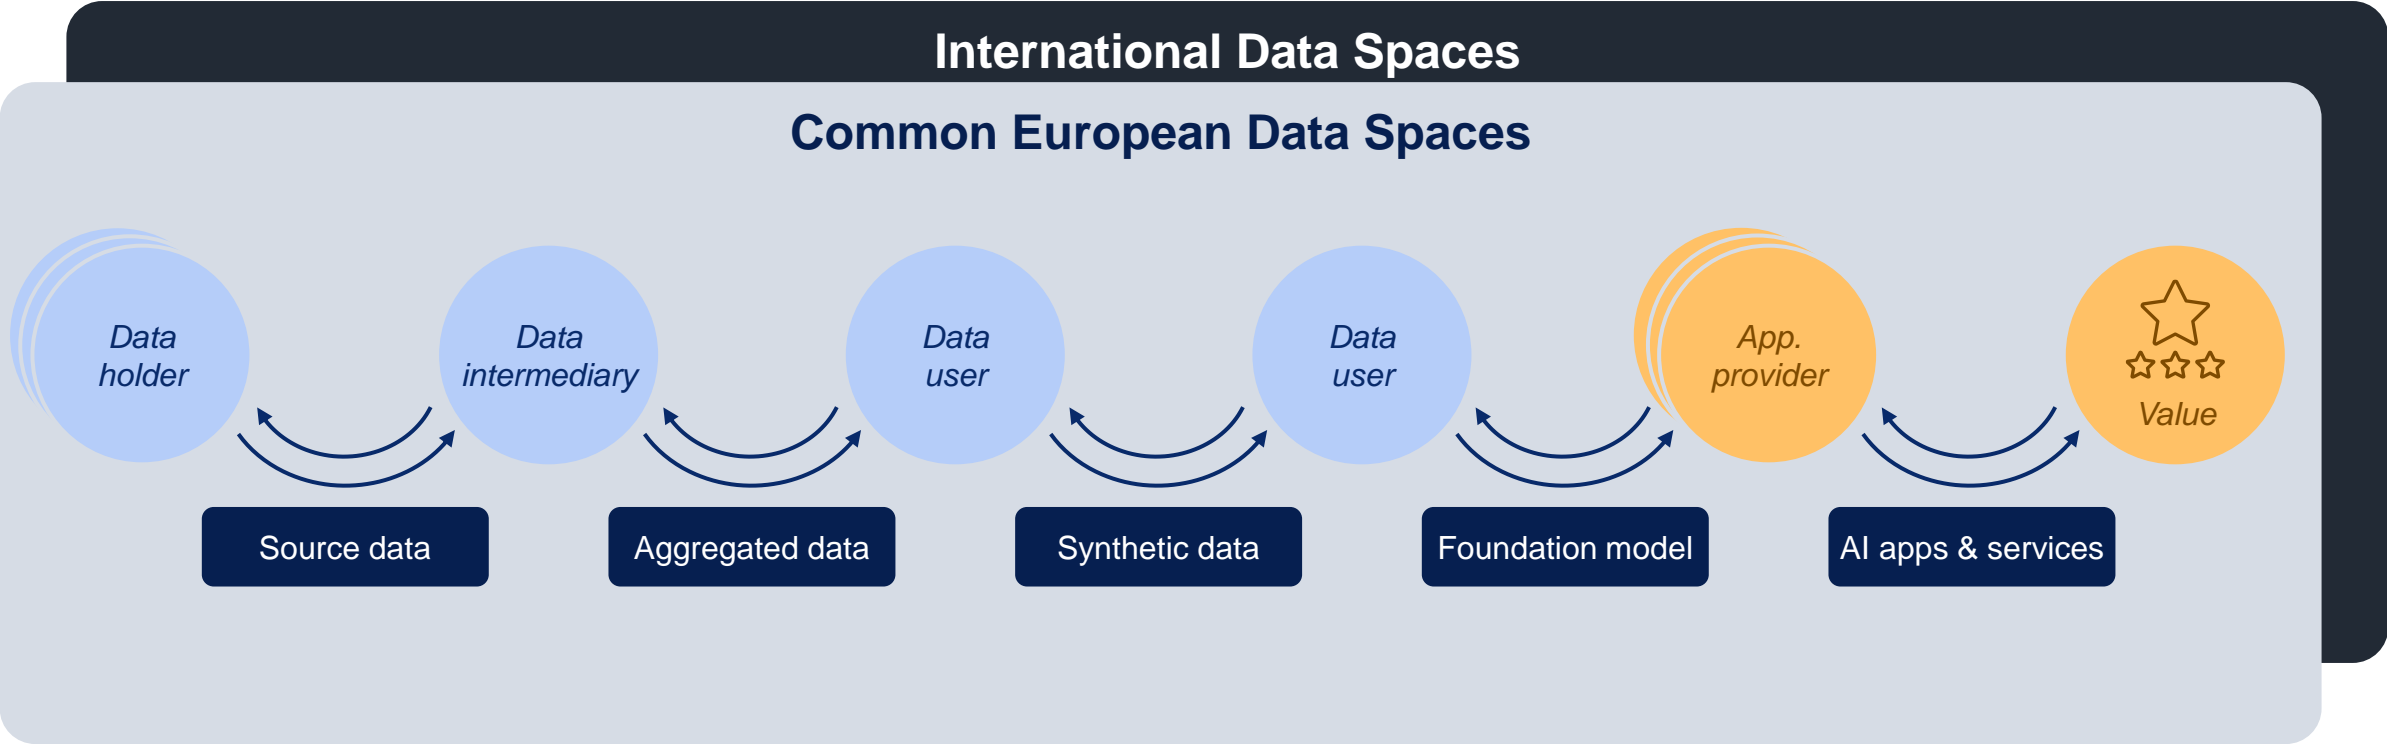 International Data Spaces
Common European Data Spaces
Data
holder
Data
intermediary
Data
user
Data
user
App.
provider
Value
Source data
Aggregated data
Synthetic data
Foundation model
AI apps & services